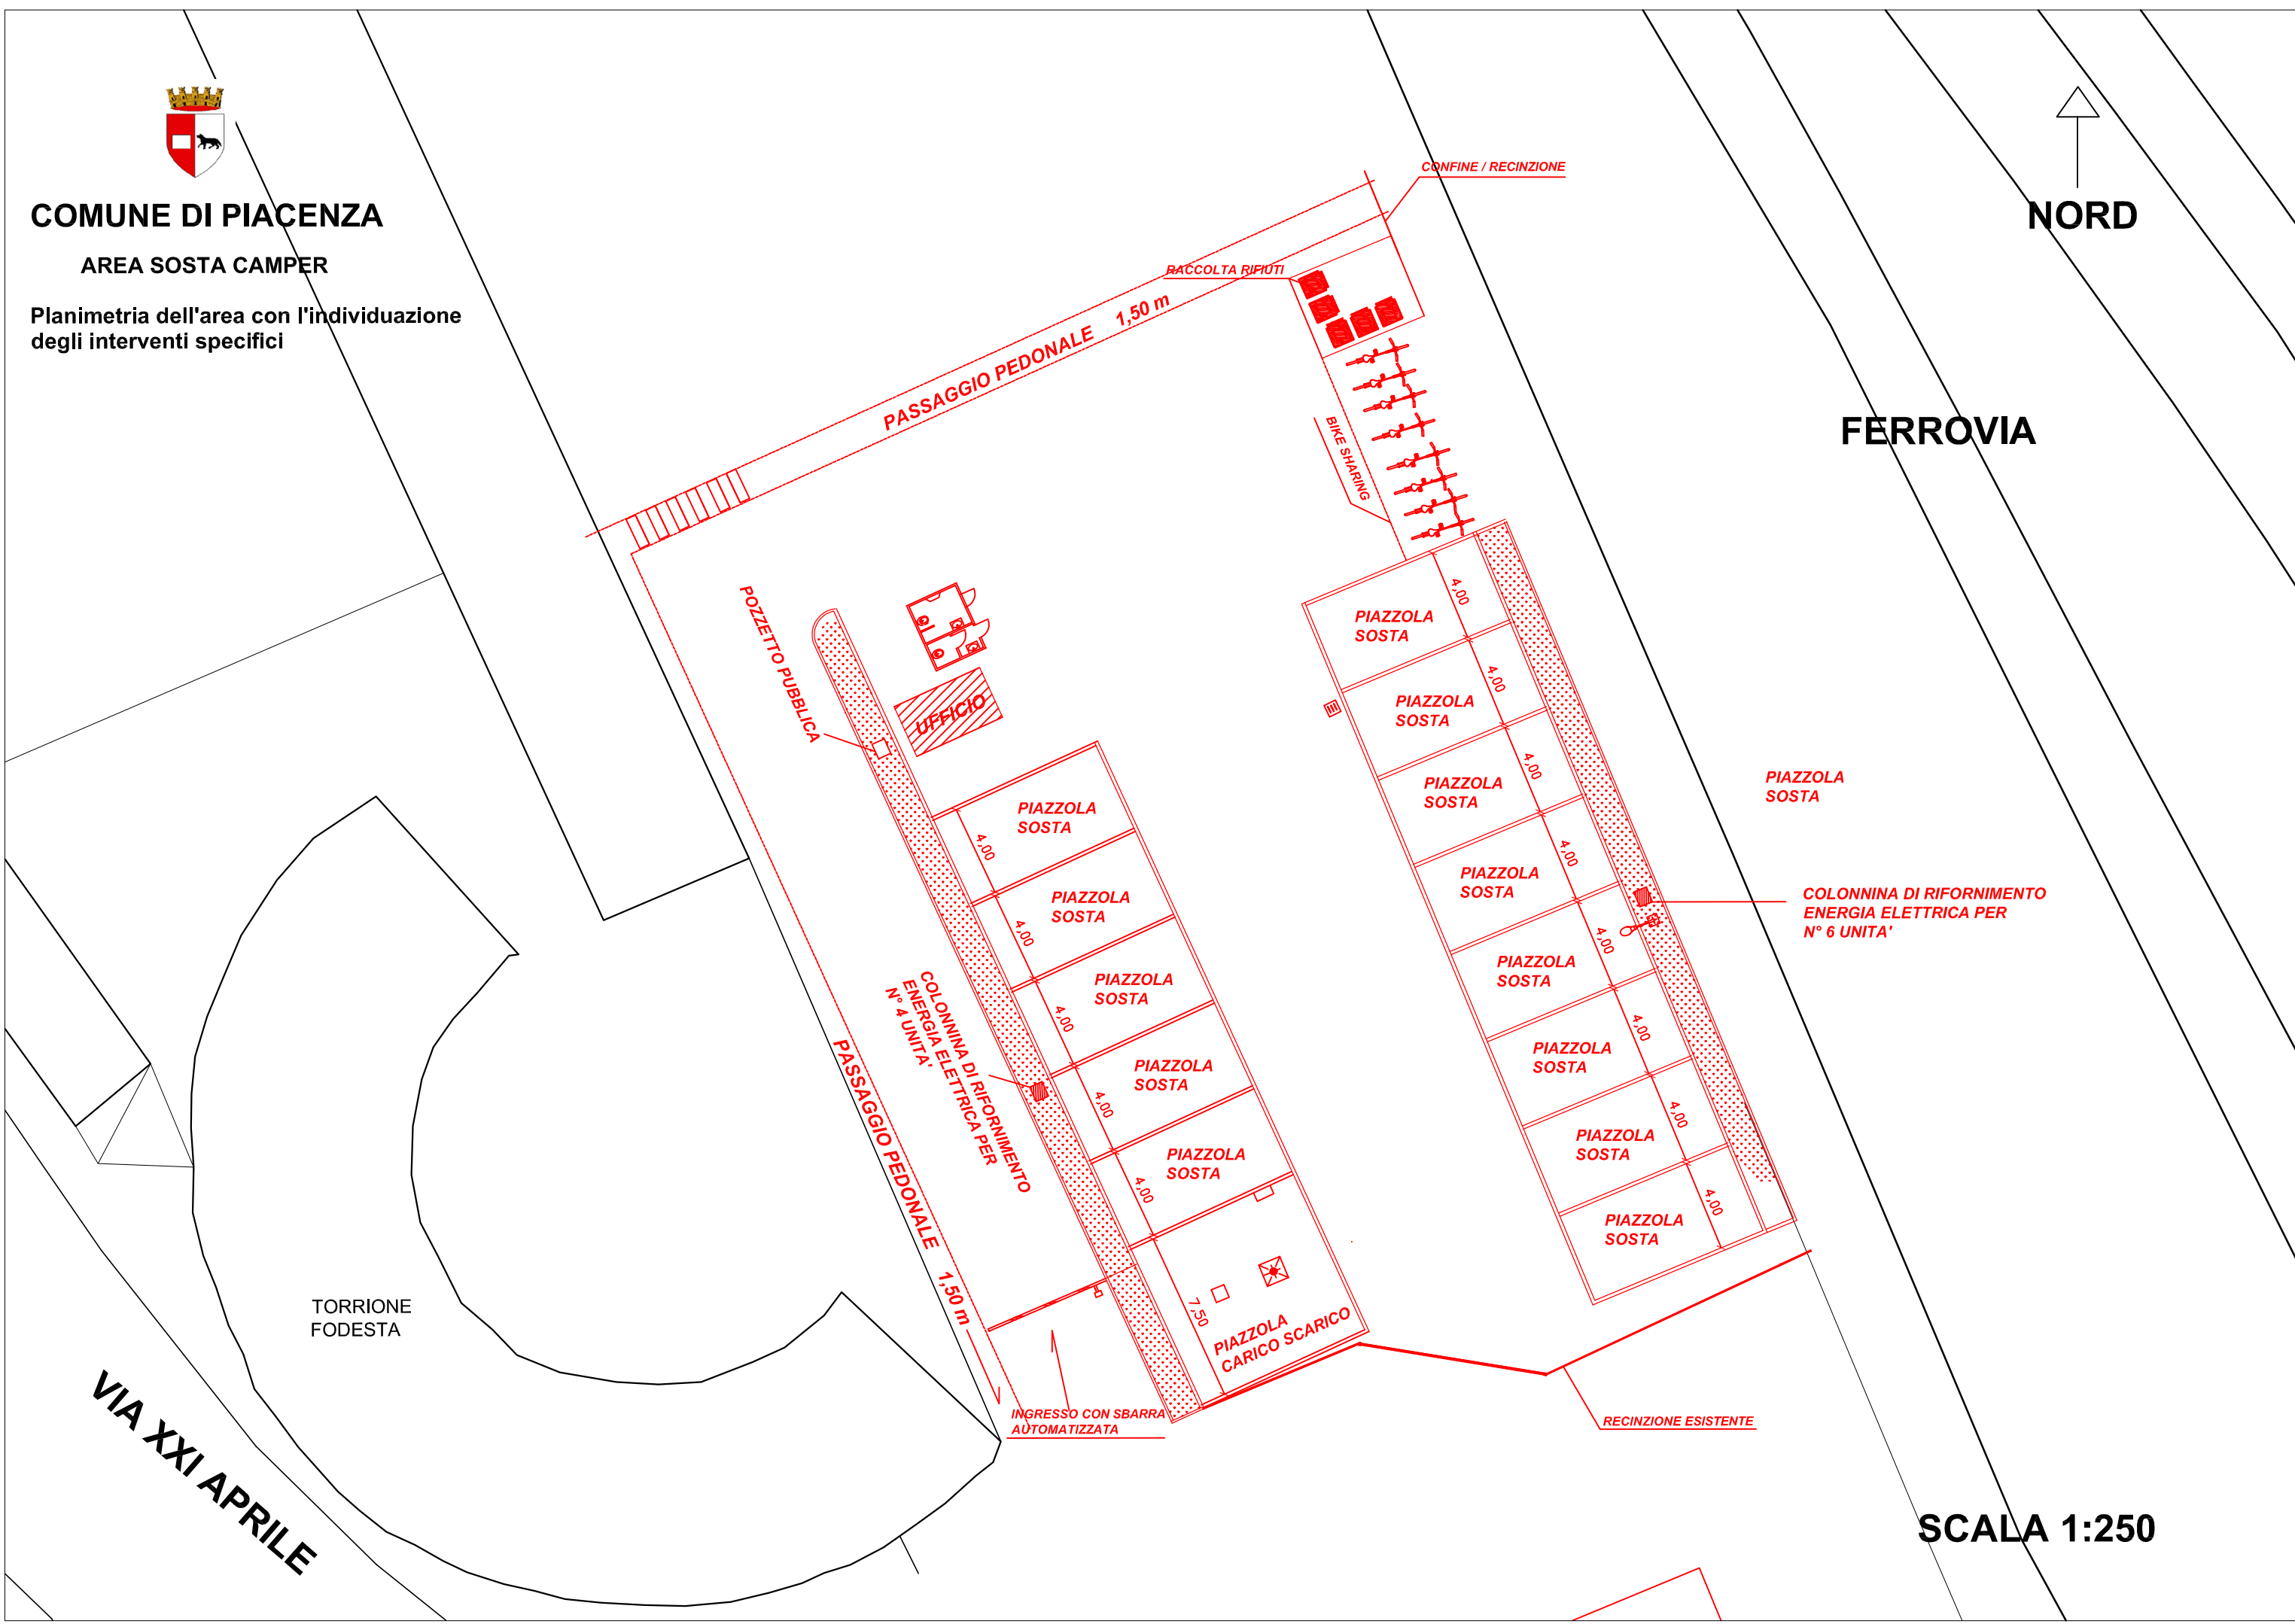 COMUNE DI PIACENZA
AREA SOSTA CAMPER
Planimetria dell'area con l'individuazione
degli interventi specifici
NORD
FERROVIA
CONFINE / RECINZIONE
RACCOLTA RIFIUTI
PASSAGGIO PEDONALE 1,50 m
BIKE SHARING
POZZETTO PUBBLICA
UFFICIO
PIAZZOLA
SOSTA
4,00
PIAZZOLA
SOSTA
4,00
PIAZZOLA
SOSTA
4,00
PIAZZOLA
SOSTA
4,00
PIAZZOLA
SOSTA
4,00
PIAZZOLA
SOSTA
4,00
PIAZZOLA
SOSTA
4,00
PIAZZOLA
SOSTA
4,00
PIAZZOLA
SOSTA
COLONNINA DI RIFORNIMENTO
ENERGIA ELETTRICA PER
N° 6 UNITA'
PIAZZOLA
SOSTA
4,00
PIAZZOLA
SOSTA
4,00
PIAZZOLA
SOSTA
4,00
PIAZZOLA
SOSTA
4,00
PIAZZOLA
SOSTA
4,00
7,50
PIAZZOLA
CARICO SCARICO
COLONNINA DI RIFORNIMENTO
ENERGIA ELETTRICA PER
N° 4 UNITA'
PASSAGGIO PEDONALE 1,50 m
INGRESSO CON SBARRA
AUTOMATIZZATA
RECINZIONE ESISTENTE
TORRIONE
FODESTA
VIA XXI APRILE
SCALA 1:250